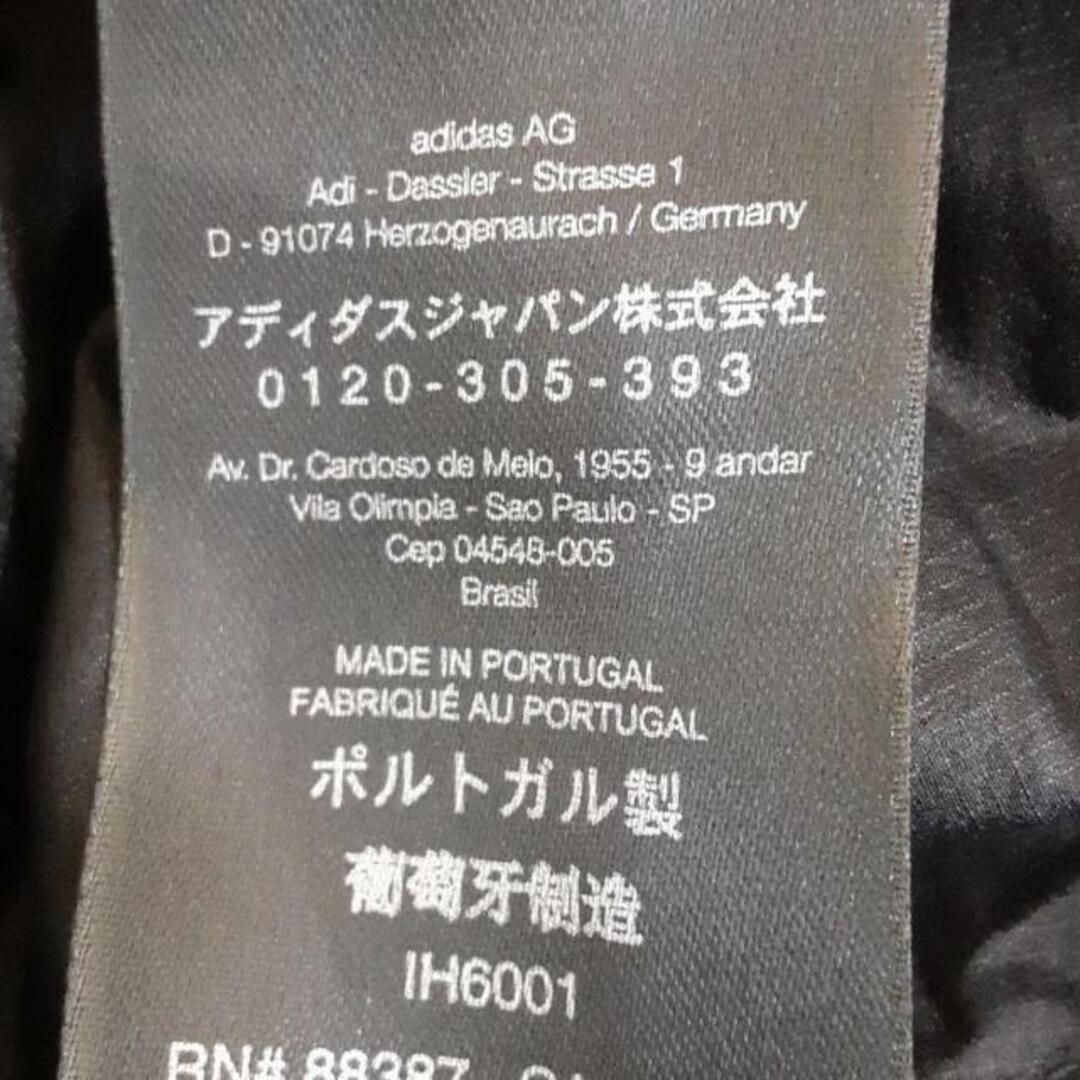 adidas AG
Adi - Dassler - Strasse 1
D - 91074 Herzogenaurach / Germany
アディダスジャパン株式会社
0120-305-393
Av. Dr. Cardoso de Melo, 1955 - 9 andar
Vila Olimpia - Sao Paulo - SP
Cep 04548-005
Brasil
MADE IN PORTUGAL
FABRIQUÉ AU PORTUGAL
ポルトガル製
葡萄牙制造
IH6001
RN# 88387